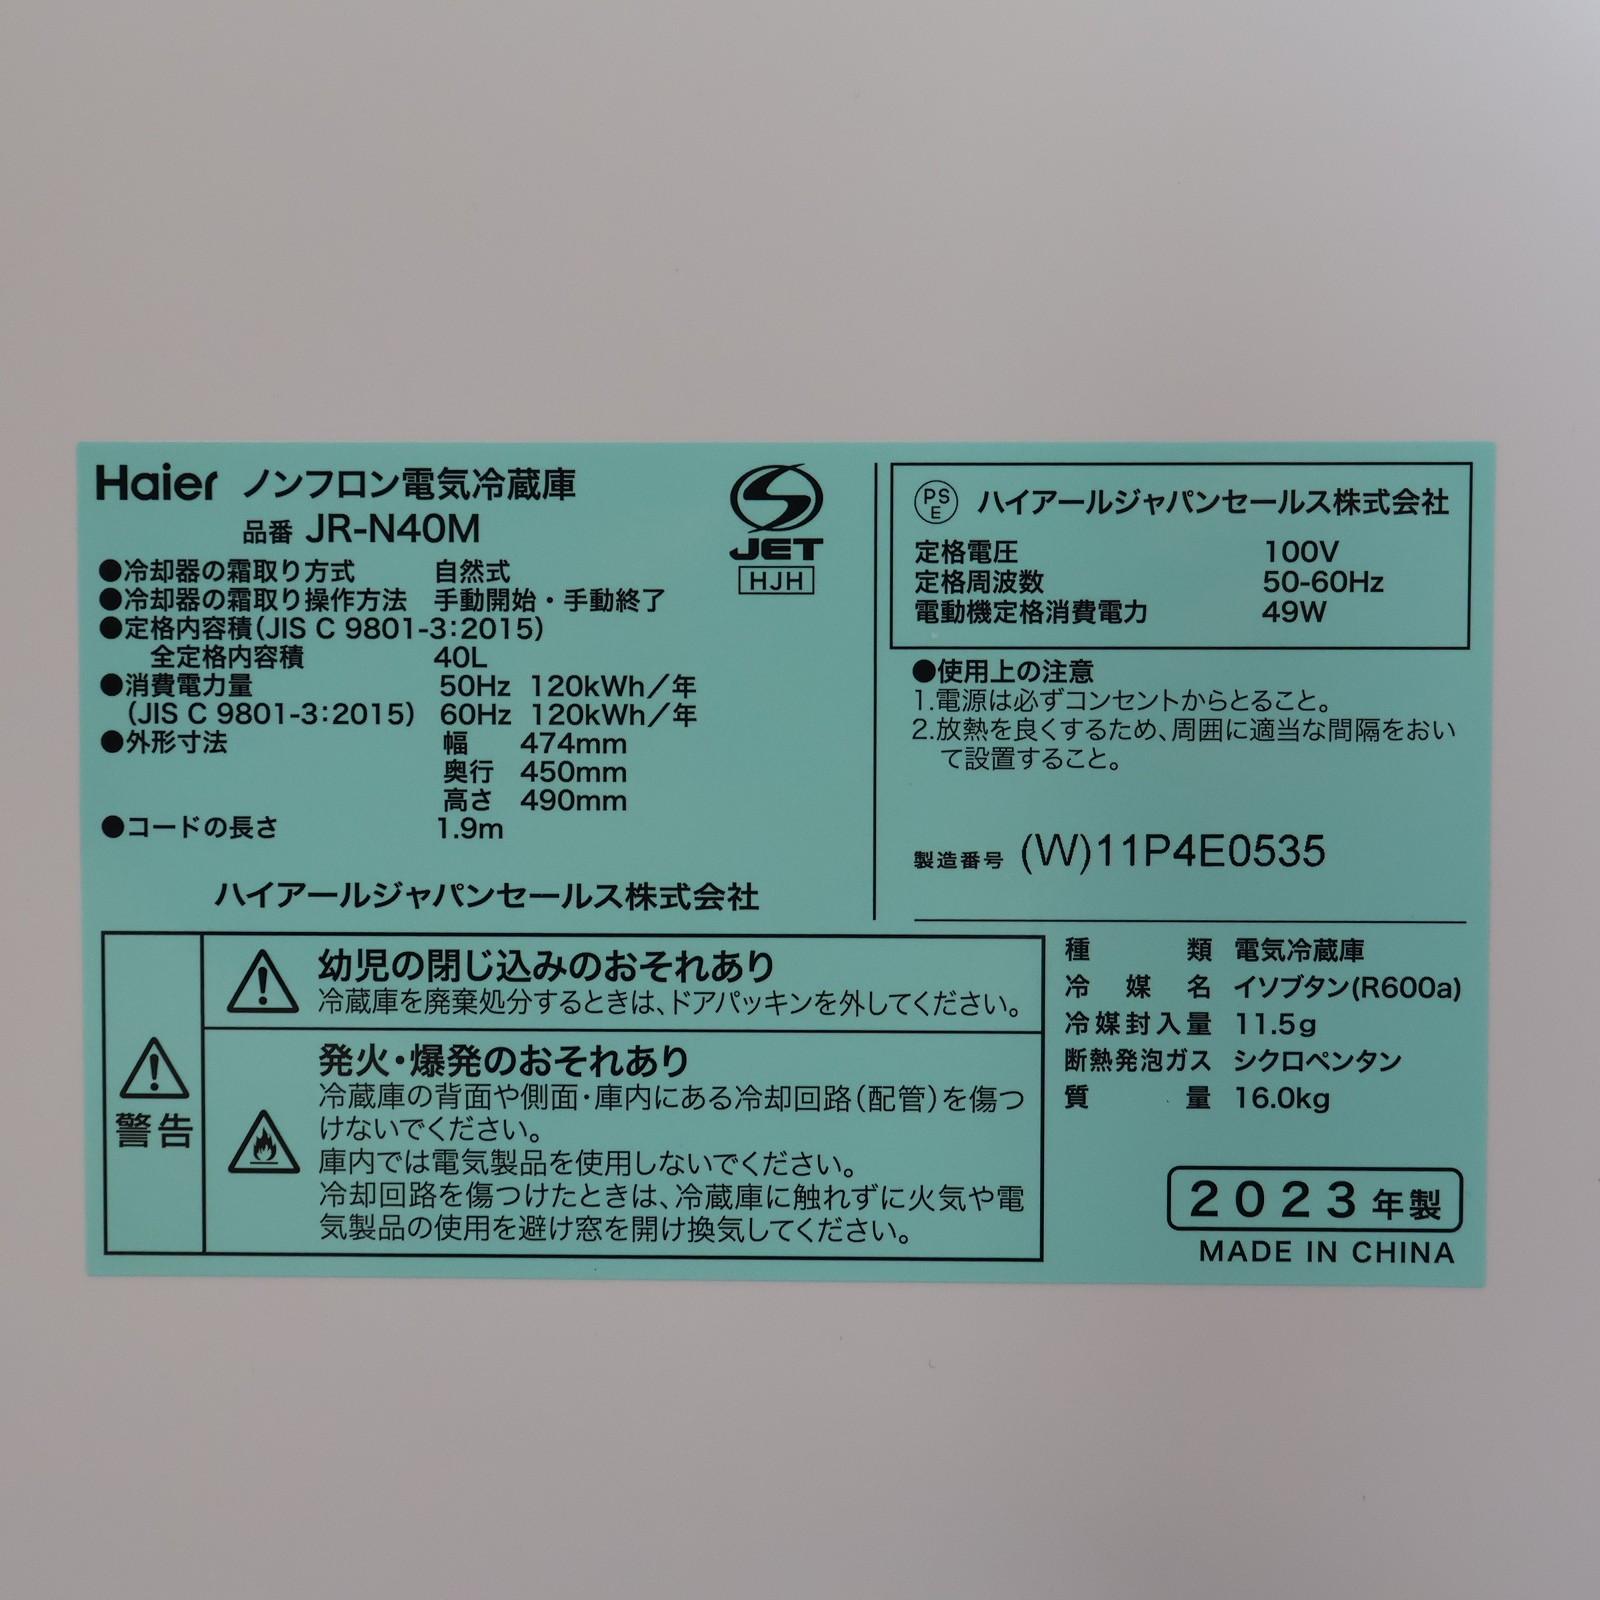 Haier ノンフロン電気冷蔵庫
品番 JR-N40M
●冷却器の霜取り方式 自然式
●冷却器の霜取り操作方法 手動開始・手動終了
●定格内容積(JIS C 9801-3:2015)
全定格内容積 40L
●消費電力量 50Hz 120kWh/年
(JIS C 9801-3:2015) 60Hz 120kWh/年
●外形寸法 幅 474mm
奥行 450mm
高さ 490mm
●コードの長さ 1.9m
ハイアールジャパンセールス株式会社
JET
HJH
PS
E
ハイアールジャパンセールス株式会社
定格電圧 100V
定格周波数 50-60Hz
電動機定格消費電力 49W
●使用上の注意
1.電源は必ずコンセントからとること。
2.放熱を良くするため、周囲に適当な間隔をおい
て設置すること。
製造番号 (W)11P4E0535
警告
幼児の閉じ込みのおそれあり
冷蔵庫を廃棄処分するときは、ドアパッキンを外してください。
発火・爆発のおそれあり
冷蔵庫の背面や側面・庫内にある冷却回路(配管)を傷つ
けないでください。
庫内では電気製品を使用しないでください。
冷却回路を傷つけたときは、冷蔵庫に触れずに火気や電
気製品の使用を避け窓を開け換気してください。
種類 電気冷蔵庫
冷媒名 イソブタン(R600a)
冷媒封入量 11.5g
断熱発泡ガス シクロペンタン
質量 16.0kg
2023年製
MADE IN CHINA